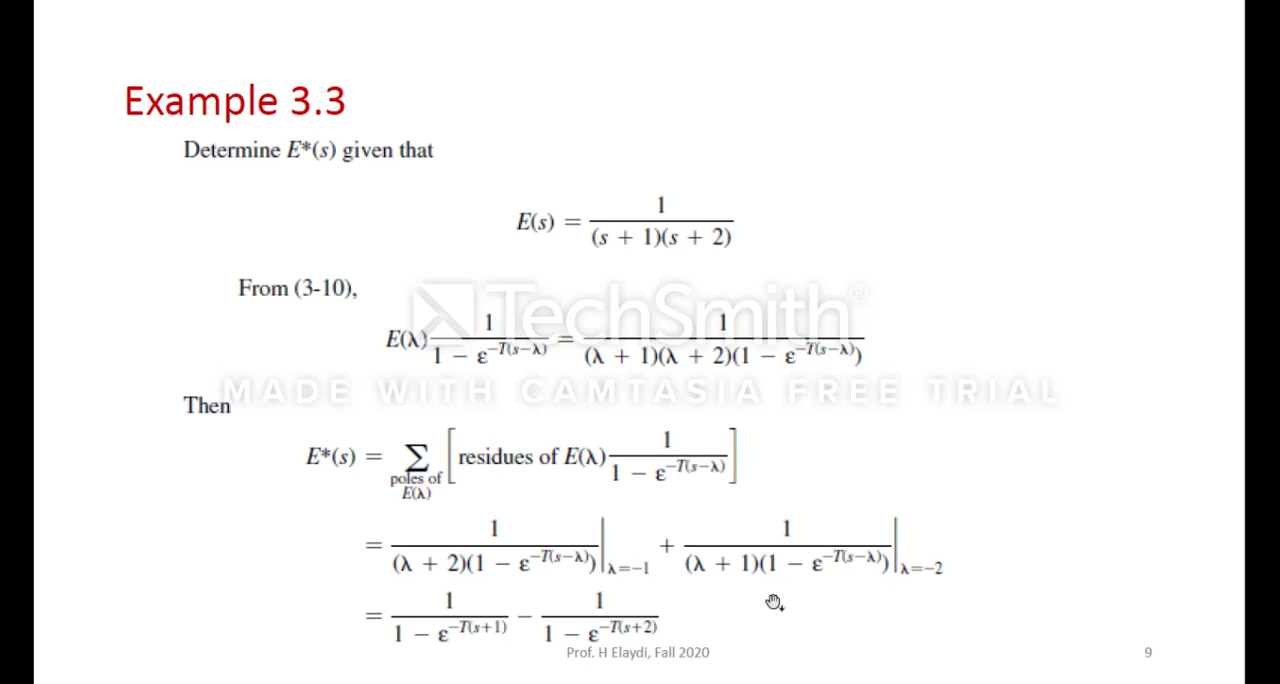 Example 3.3
Determine E*(s) given that
E(s) = 1 / ((s + 1)(s + 2))
From (3-10),
E(λ) 1 / (1 − ε^−T(s−λ)) = 1 / ((λ + 1)(λ + 2)(1 − ε^−T(s−λ)))
TechSmith®
MADE WITH CAMTASIA FREE TRIAL
Then
E*(s) = Σ poles of E(λ) [residues of E(λ) 1 / (1 − ε^−T(s−λ))]
= 1 / ((λ + 2)(1 − ε^−T(s−λ))) |λ=−1 + 1 / ((λ + 1)(1 − ε^−T(s−λ))) |λ=−2
= 1 / (1 − ε^−T(s+1)) − 1 / (1 − ε^−T(s+2))
Prof. H Elaydi, Fall 2020
9